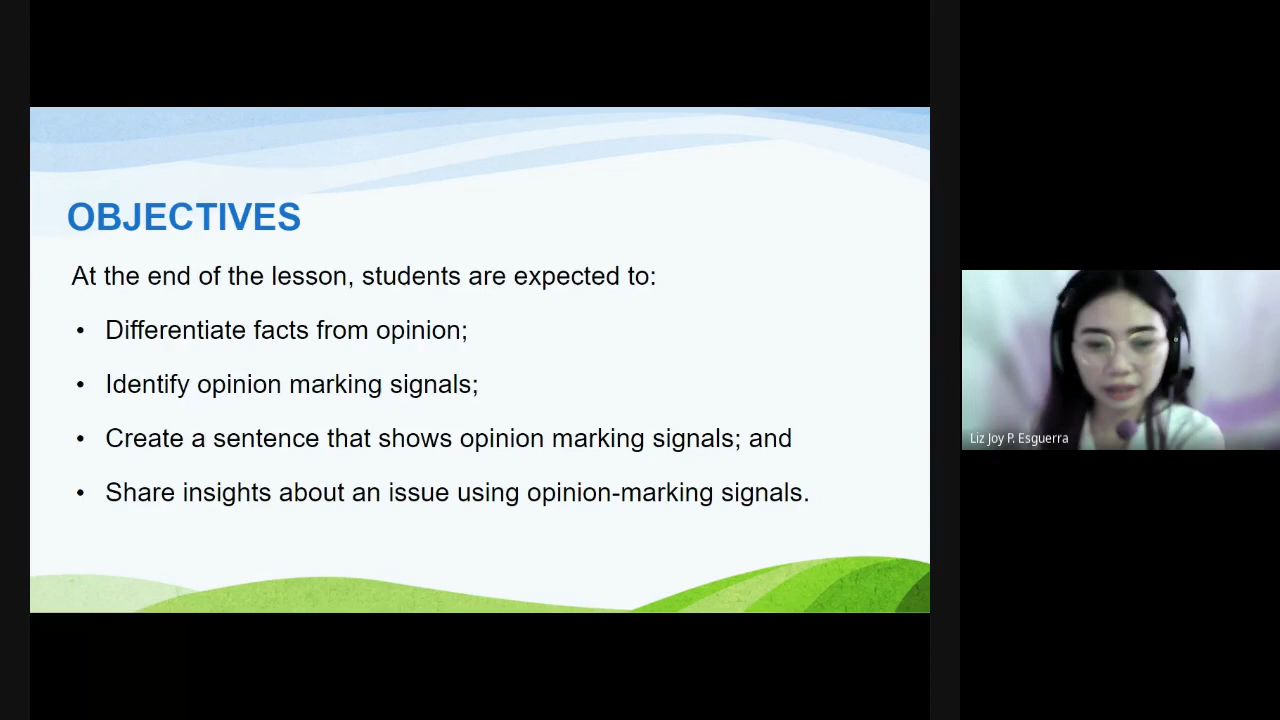 OBJECTIVES
At the end of the lesson, students are expected to:
• Differentiate facts from opinion;
• Identify opinion marking signals;
• Create a sentence that shows opinion marking signals; and
• Share insights about an issue using opinion-marking signals.
Liz Joy P. Esguerra